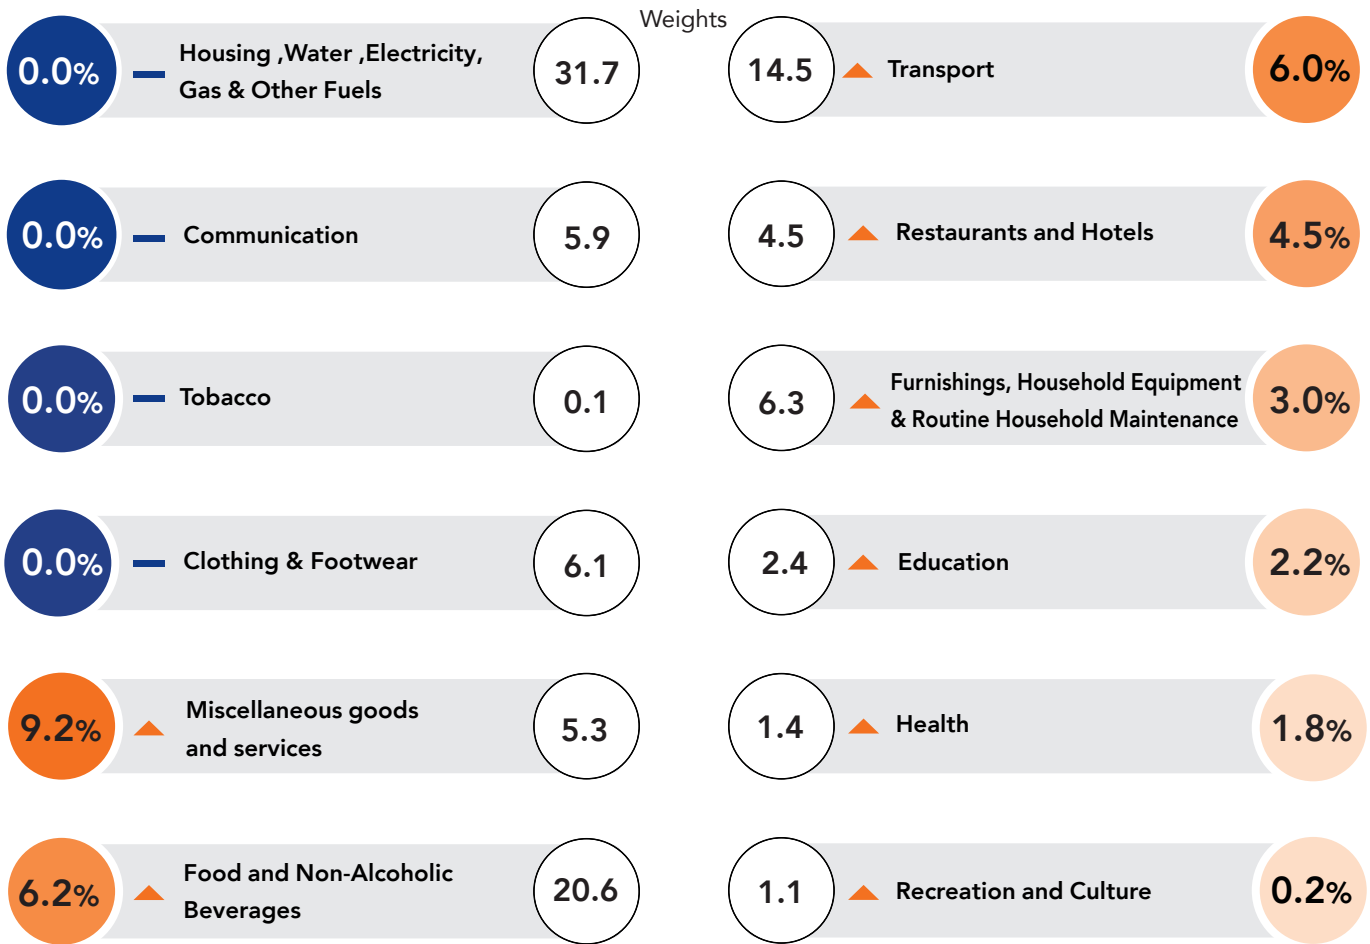 Weights
0.0%
Housing ,Water ,Electricity,
Gas & Other Fuels
31.7
14.5
Transport
6.0%
0.0%
Communication
5.9
4.5
Restaurants and Hotels
4.5%
0.0%
Tobacco
0.1
6.3
Furnishings, Household Equipment
& Routine Household Maintenance
3.0%
0.0%
Clothing & Footwear
6.1
2.4
Education
2.2%
9.2%
Miscellaneous goods
and services
5.3
1.4
Health
1.8%
6.2%
Food and Non-Alcoholic
Beverages
20.6
1.1
Recreation and Culture
0.2%